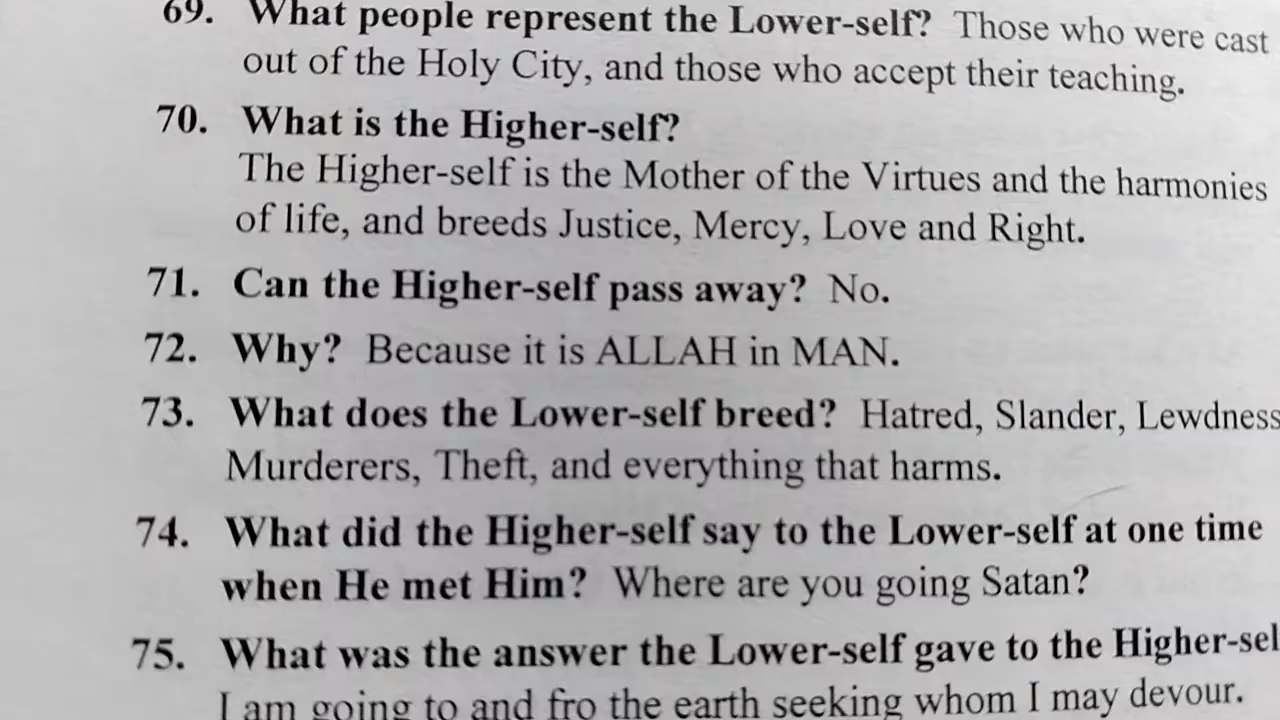 69. What people represent the Lower-self? Those who were cast
out of the Holy City, and those who accept their teaching.
70. What is the Higher-self?
The Higher-self is the Mother of the Virtues and the harmonies
of life, and breeds Justice, Mercy, Love and Right.
71. Can the Higher-self pass away? No.
72. Why? Because it is ALLAH in MAN.
73. What does the Lower-self breed? Hatred, Slander, Lewdness
Murderers, Theft, and everything that harms.
74. What did the Higher-self say to the Lower-self at one time
when He met Him? Where are you going Satan?
75. What was the answer the Lower-self gave to the Higher-sel
I am going to and fro the earth seeking whom I may devour.